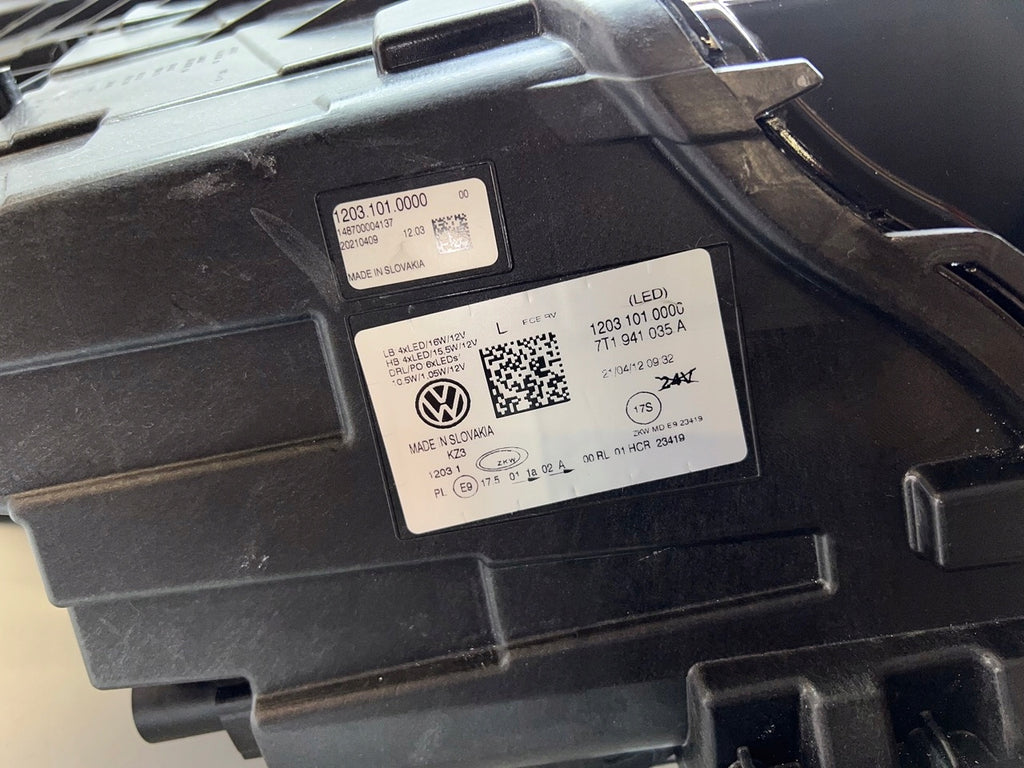 1203.101.0000 00
148700004137
20210409 12.03
MADE IN SLOVAKIA
LB 4xLED/16W/12V
HB 4xLED/15.5W/12V
DRL/PO 6xLEDs/
10.5W/1.05W/12V
MADE IN SLOVAKIA
KZ3
1203 1
ZKW
PL E9 17.5 01 1a 02 A 00 RL 01 HCR 23419
L
(LED)
1203 101 0000
7T1 941 035 A
21/04/12 09:32
24V
17S
ZKW MD E9 23419